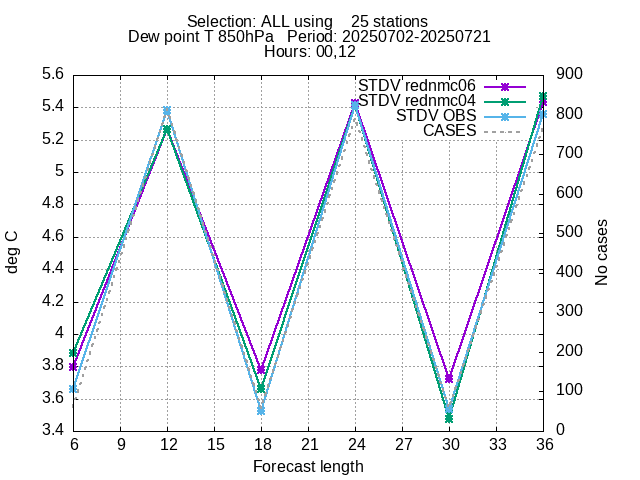 Selection: ALL using    25 stations
Dew point T 850hPa   Period: 20250702-20250721
Hours: 00,12
STDV rednmc06
STDV rednmc04
STDV OBS
CASES
5.6
5.4
5.2
5
4.8
4.6
4.4
4.2
4
3.8
3.6
3.4
deg C
900
800
700
600
500
400
300
200
100
0
No cases
6 9 12 15 18 21 24 27 30 33 36
Forecast length